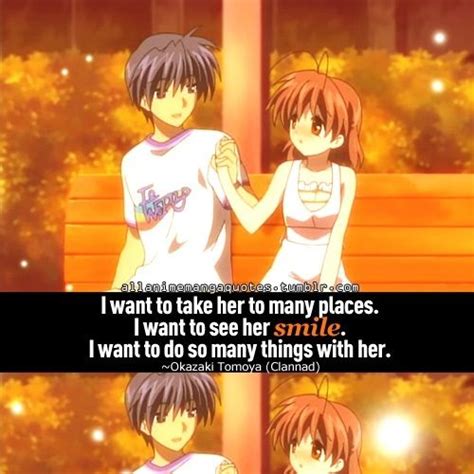 allanimemangaquotes.tumblr.com
I want to take her to many places.
I want to see her smile.
I want to do so many things with her.
~Okazaki Tomoya (Clannad)